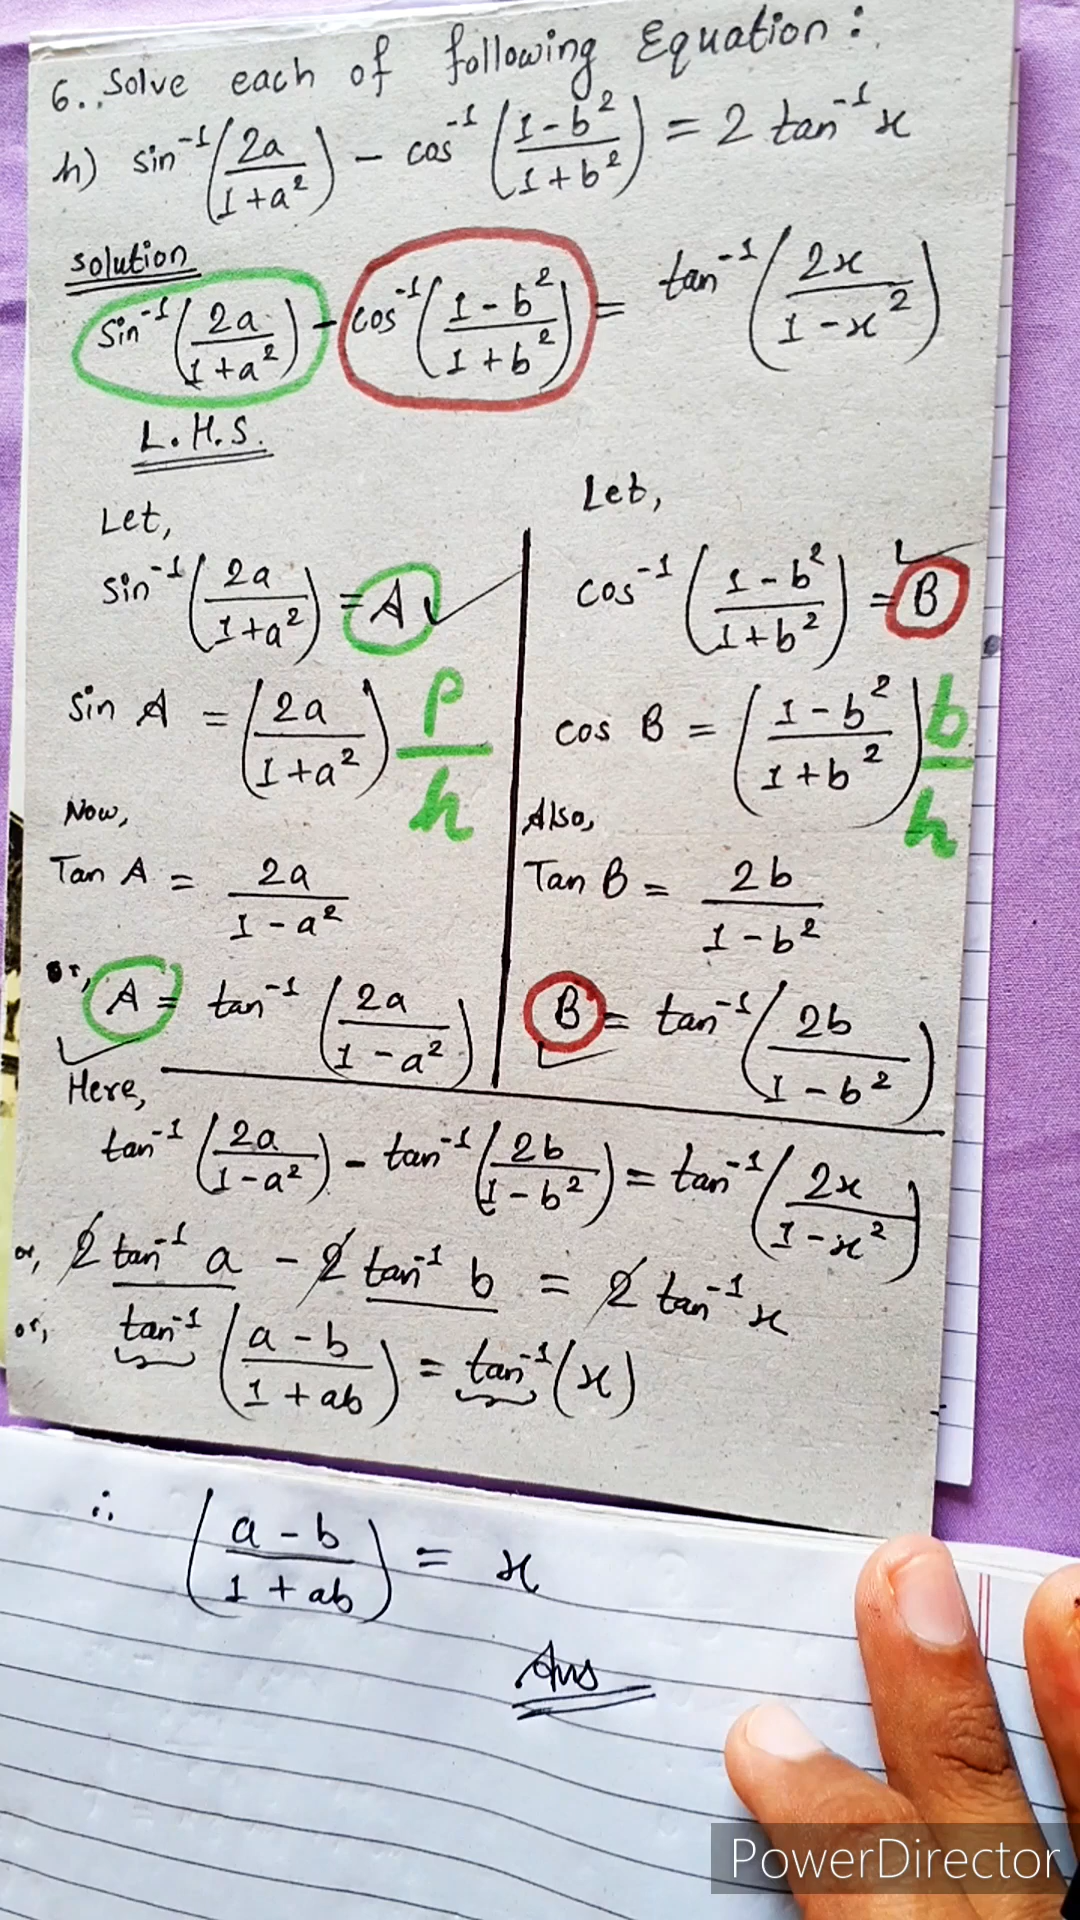 6.. Solve each of following Equation :
h) sin⁻¹(2a/(1+a²)) - cos⁻¹((1-b²)/(1+b²)) = 2 tan⁻¹ x
Solution
Sin⁻¹(2a/(1+a²)) - cos⁻¹((1-b²)/(1+b²)) = tan⁻¹(2x/(1-x²))
L.H.S.
Let,
sin⁻¹(2a/(1+a²)) = A
sin A = (2a/(1+a²)) p/h
Now,
Tan A = 2a/(1-a²)
or, A = tan⁻¹(2a/(1-a²))
Let,
cos⁻¹((1-b²)/(1+b²)) = B
cos B = ((1-b²)/(1+b²)) b/h
Also,
Tan B = 2b/(1-b²)
B = tan⁻¹(2b/(1-b²))
Here,
tan⁻¹(2a/(1-a²)) - tan⁻¹(2b/(1-b²)) = tan⁻¹(2x/(1-x²))
or, 2 tan⁻¹ a - 2 tan⁻¹ b = 2 tan⁻¹ x
or, tan⁻¹((a-b)/(1+ab)) = tan⁻¹(x)
∴ ((a-b)/(1+ab)) = x
Ans
PowerDirector